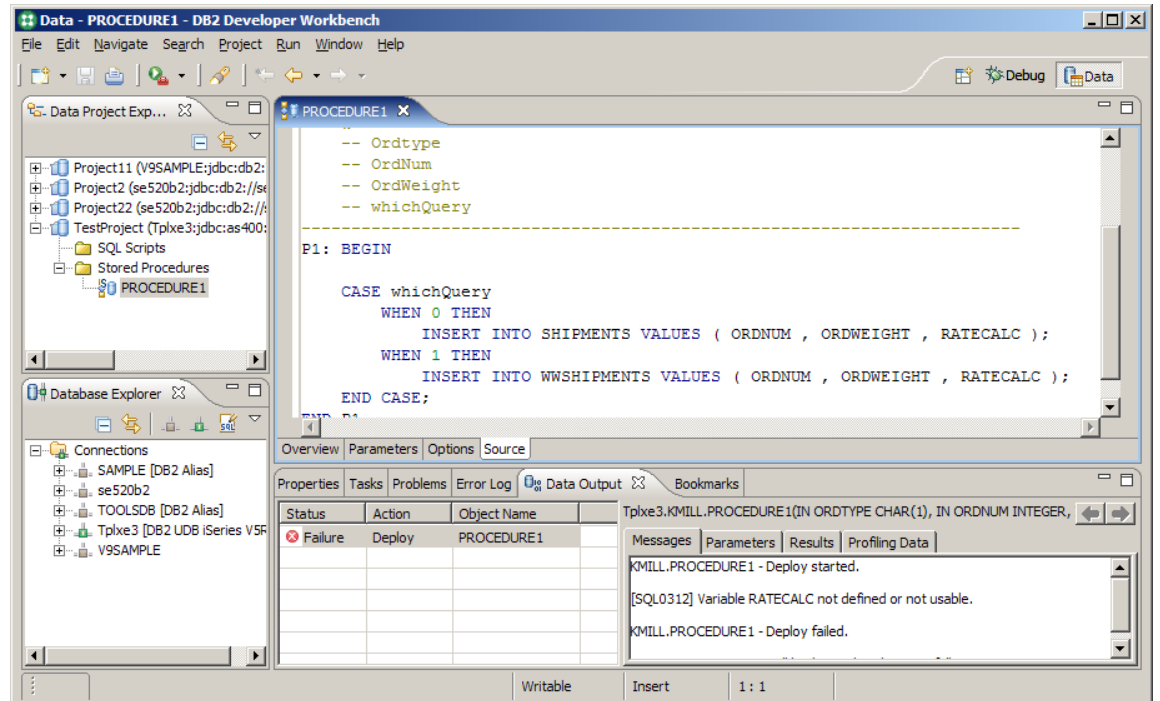 Data - PROCEDURE1 - DB2 Developer Workbench
File Edit Navigate Search Project Run Window Help
Debug Data
Data Project Exp...
Project11 (V9SAMPLE:jdbc:db2:
Project2 (se520b2:jdbc:db2://se
Project22 (se520b2:jdbc:db2://
TestProject (Tplxe3:jdbc:as400:
SQL Scripts
Stored Procedures
PROCEDURE1
Database Explorer
Connections
SAMPLE [DB2 Alias]
se520b2
TOOLSDB [DB2 Alias]
Tplxe3 [DB2 UDB iSeries V5R
V9SAMPLE
PROCEDURE1
-- Ordtype
-- OrdNum
-- OrdWeight
-- whichQuery
------------------------------------------------------------------------
P1: BEGIN
CASE whichQuery
WHEN 0 THEN
INSERT INTO SHIPMENTS VALUES ( ORDNUM , ORDWEIGHT , RATECALC );
WHEN 1 THEN
INSERT INTO WWSHIPMENTS VALUES ( ORDNUM , ORDWEIGHT , RATECALC );
END CASE;
END P1
Overview Parameters Options Source
Properties Tasks Problems Error Log Data Output Bookmarks
Status Action Object Name
Failure Deploy PROCEDURE1
Tplxe3.KMILL.PROCEDURE1(IN ORDTYPE CHAR(1), IN ORDNUM INTEGER,
Messages Parameters Results Profiling Data
KMILL.PROCEDURE1 - Deploy started.
[SQL0312] Variable RATECALC not defined or not usable.
KMILL.PROCEDURE1 - Deploy failed.
Writable Insert 1 : 1